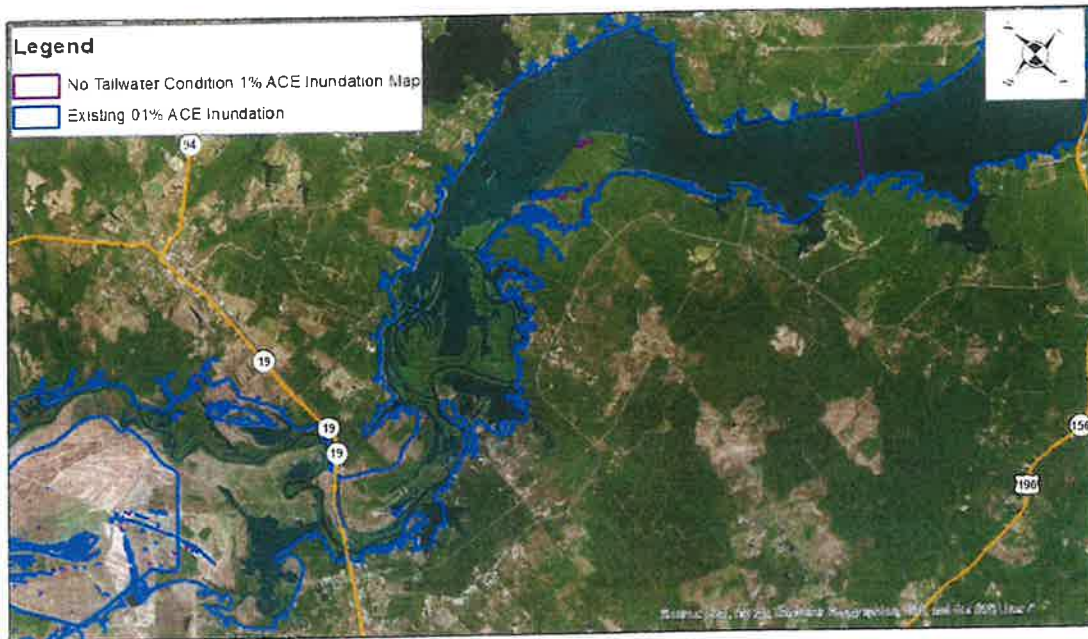 Legend
No Tailwater Condition 1% ACE Inundation Map
Existing 01% ACE Inundation
94
19
19
19
156
190